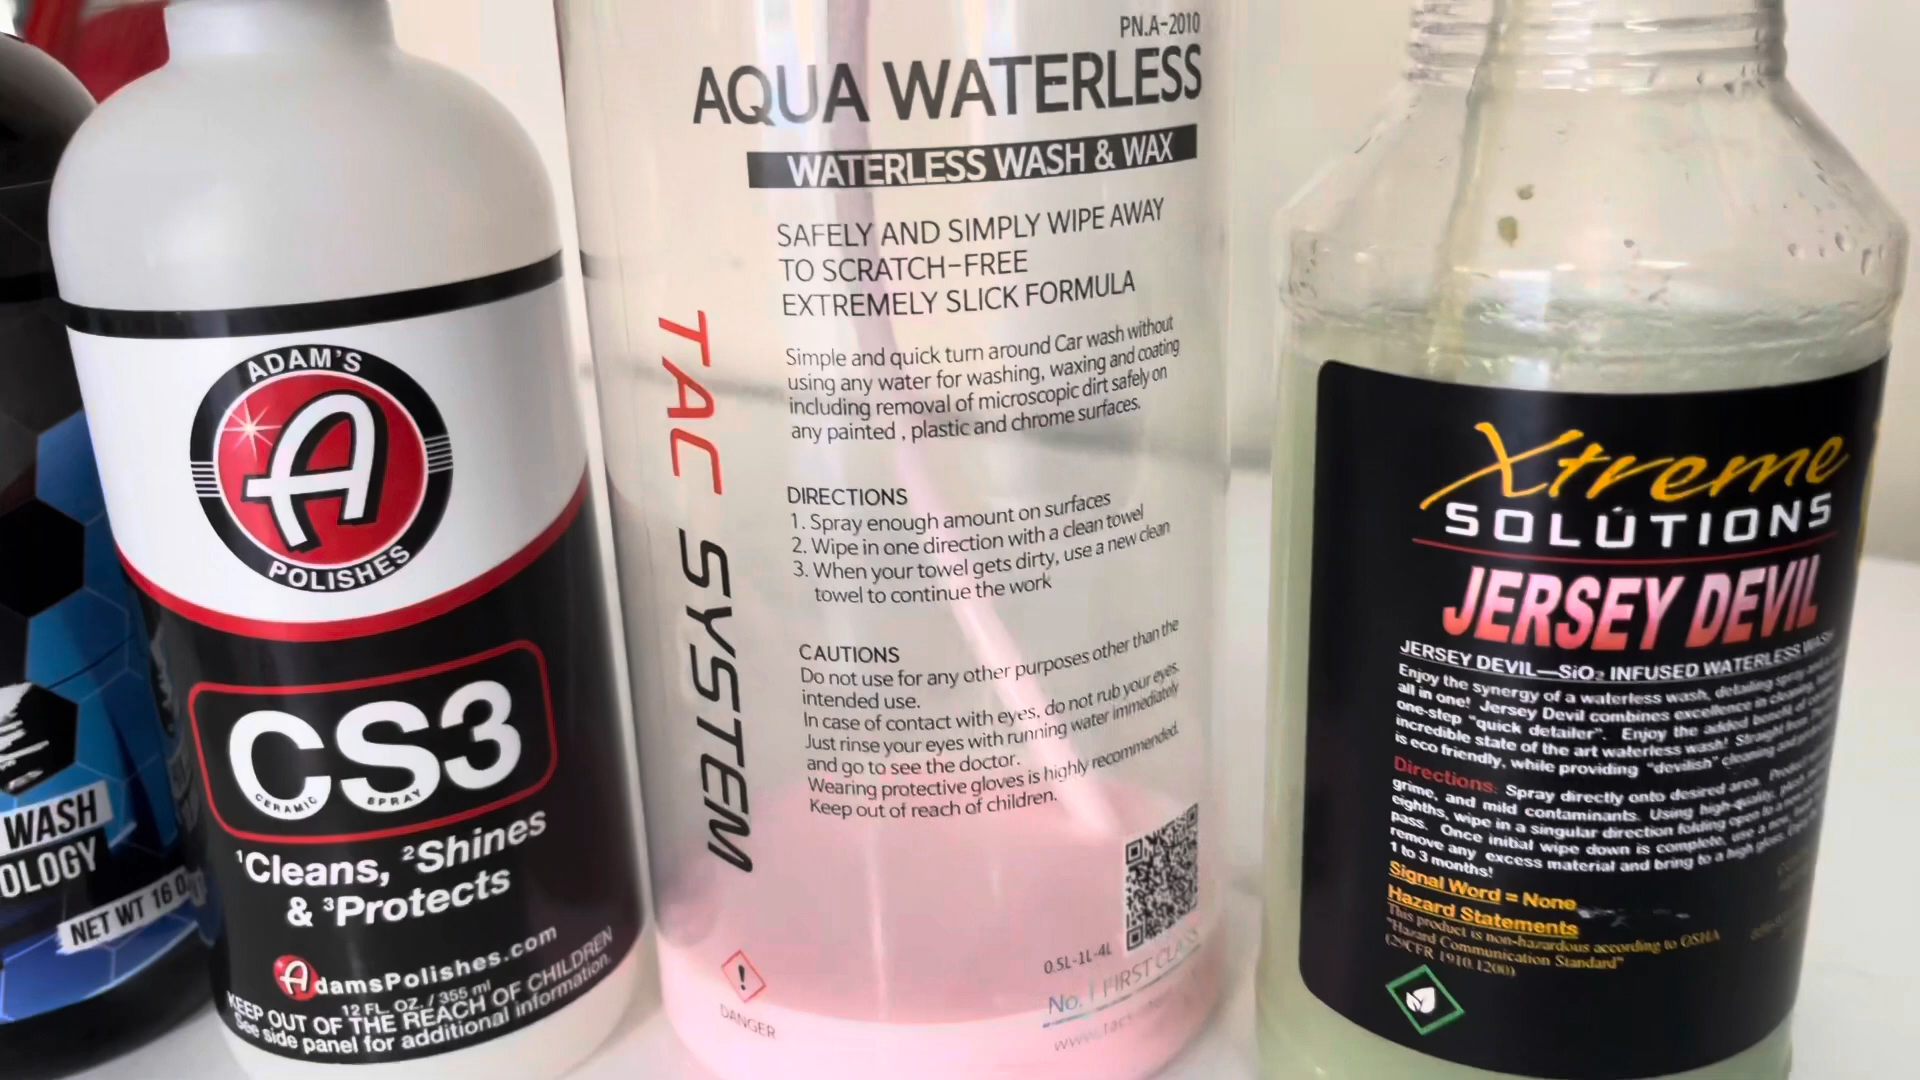 WASH
OLOGY
NET WT 16 O
ADAM'S
A
POLISHES
CS3
CERAMIC SPRAY
¹Cleans, ²Shines
& ³Protects
AdamsPolishes.com
12 FL. OZ. / 355 ml
KEEP OUT OF THE REACH OF CHILDREN
See side panel for additional information.
PN.A-2010
AQUA WATERLESS
WATERLESS WASH & WAX
SAFELY AND SIMPLY WIPE AWAY
TO SCRATCH-FREE
EXTREMELY SLICK FORMULA
Simple and quick turn around Car wash without
using any water for washing, waxing and coating
including removal of microscopic dirt safely on
any painted , plastic and chrome surfaces.
DIRECTIONS
1. Spray enough amount on surfaces
2. Wipe in one direction with a clean towel
3. When your towel gets dirty, use a new clean
towel to continue the work
CAUTIONS
Do not use for any other purposes other than the
intended use.
In case of contact with eyes, do not rub your eyes.
Just rinse your eyes with running water immediately
and go to see the doctor.
Wearing protective gloves is highly recommended.
Keep out of reach of children.
TAC SYSTEM
DANGER
0.5L-1L-4L
No.1 FIRST CLASS
Xtreme
SOLUTIONS
JERSEY DEVIL
JERSEY DEVIL—SiO₂ INFUSED WATERLESS WASH
Enjoy the synergy of a waterless wash, detailing spray and
all in one! Jersey Devil combines excellence in cleaning,
one-step "quick detailer". Enjoy the added benefit of
incredible state of the art waterless wash! Straight from
is eco friendly, while providing "devilish" cleaning and
Directions: Spray directly onto desired area. Product
grime, and mild contaminants. Using high-quality, plush
eighths, wipe in a singular direction folding open to a
pass. Once initial wipe down is complete, use a new,
remove any excess material and bring to a high gloss.
1 to 3 months!
Signal Word = None
Hazard Statements
This product is non-hazardous according to OSHA
"Hazard Communication Standard"
(29CFR 1910.1200)